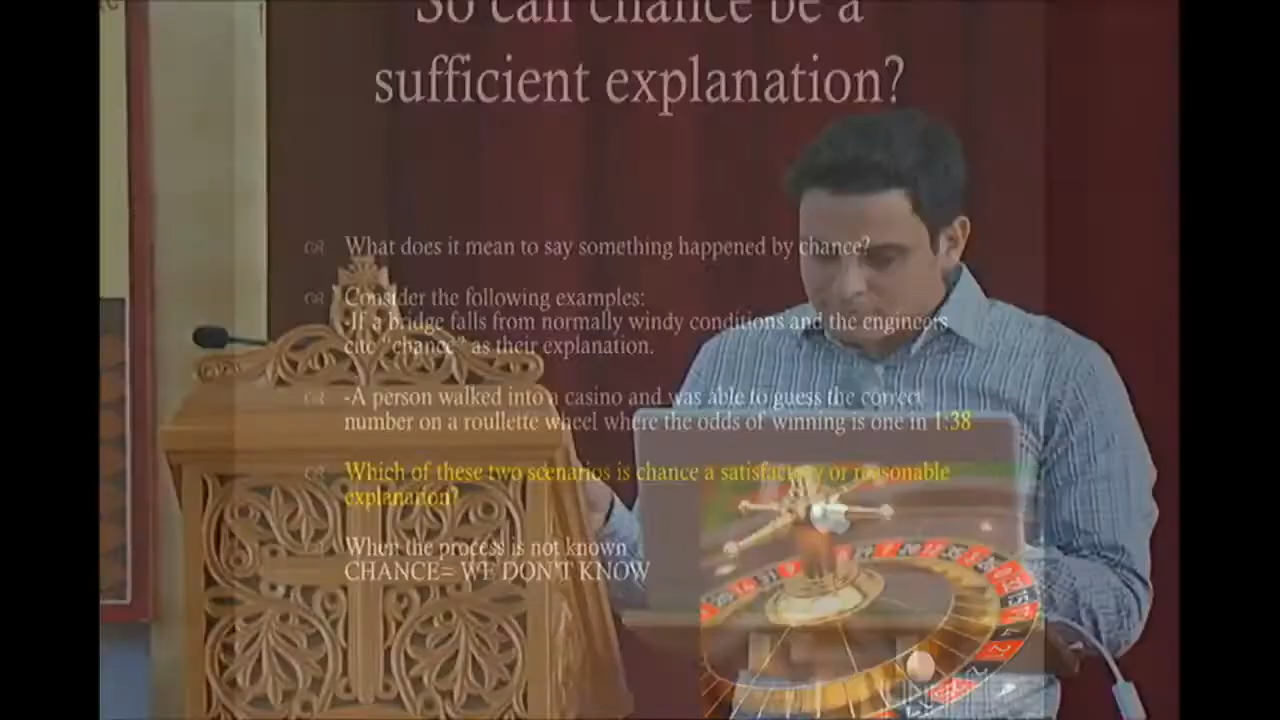 So can chance be a
sufficient explanation?
What does it mean to say something happened by chance?
Consider the following examples:
-If a bridge falls from normally windy conditions and the engineers
cite "chance" as their explanation.
-A person walked into a casino and was able to guess the correct
number on a roullette wheel where the odds of winning is one in 1:38
Which of these two scenarios is chance a satisfactory or reasonable
explanation?
When the process is not known
CHANCE= WE DON'T KNOW